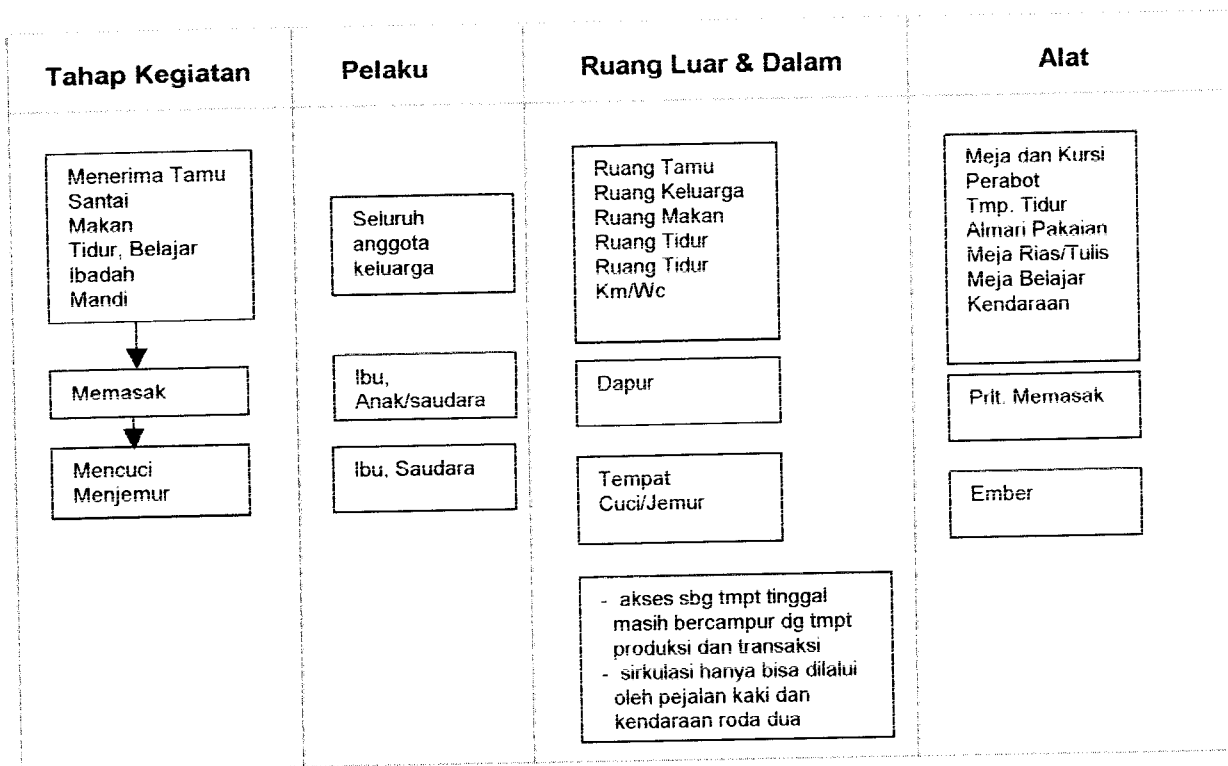 Tahap Kegiatan
Pelaku
Ruang Luar & Dalam
Alat
Menerima Tamu
Santai
Makan
Tidur, Belajar
Ibadah
Mandi
Seluruh
anggota
keluarga
Ruang Tamu
Ruang Keluarga
Ruang Makan
Ruang Tidur
Ruang Tidur
Km/Wc
Meja dan Kursi
Perabot
Tmp. Tidur
Almari Pakaian
Meja Rias/Tulis
Meja Belajar
Kendaraan
Memasak
Ibu,
Anak/saudara
Dapur
Prlt. Memasak
Mencuci
Menjemur
Ibu, Saudara
Tempat
Cuci/Jemur
Ember
- akses sbg tmpt tinggal
masih bercampur dg tmpt
produksi dan transaksi
- sirkulasi hanya bisa dilalui
oleh pejalan kaki dan
kendaraan roda dua